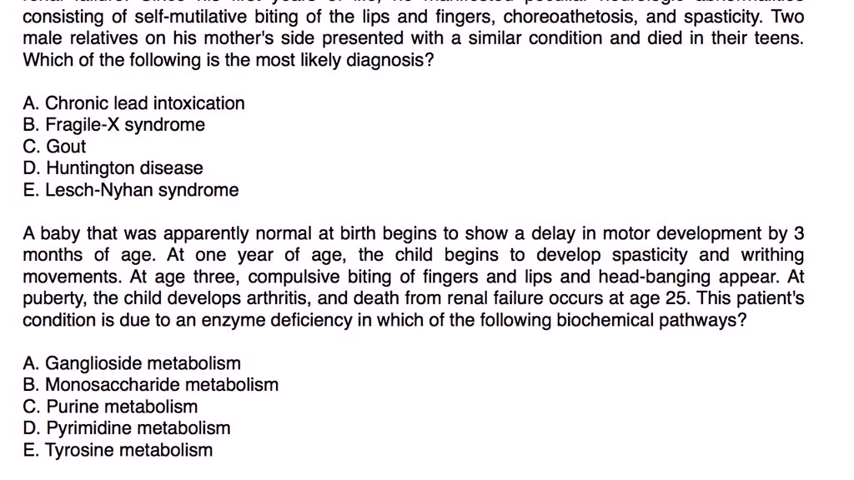 consisting of self-mutilative biting of the lips and fingers, choreoathetosis, and spasticity. Two
male relatives on his mother's side presented with a similar condition and died in their teens.
Which of the following is the most likely diagnosis?
A. Chronic lead intoxication
B. Fragile-X syndrome
C. Gout
D. Huntington disease
E. Lesch-Nyhan syndrome
A baby that was apparently normal at birth begins to show a delay in motor development by 3
months of age. At one year of age, the child begins to develop spasticity and writhing
movements. At age three, compulsive biting of fingers and lips and head-banging appear. At
puberty, the child develops arthritis, and death from renal failure occurs at age 25. This patient's
condition is due to an enzyme deficiency in which of the following biochemical pathways?
A. Ganglioside metabolism
B. Monosaccharide metabolism
C. Purine metabolism
D. Pyrimidine metabolism
E. Tyrosine metabolism